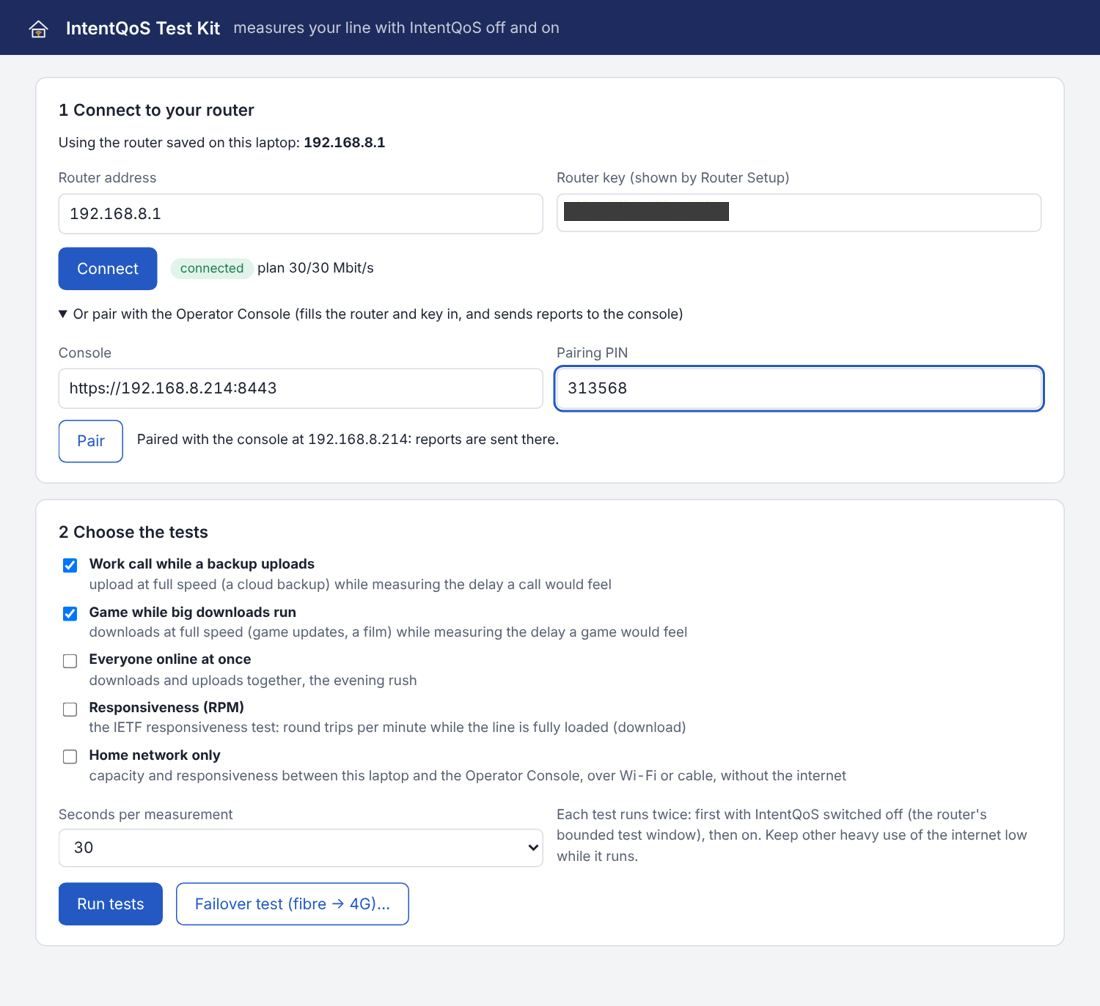 IntentQoS Test Kit measures your line with IntentQoS off and on
1 Connect to your router
Using the router saved on this laptop: 192.168.8.1
Router address
Router key (shown by Router Setup)
192.168.8.1
Connect connected plan 30/30 Mbit/s
▼ Or pair with the Operator Console (fills the router and key in, and sends reports to the console)
Console
Pairing PIN
https://192.168.8.214:8443
313568
Pair Paired with the console at 192.168.8.214: reports are sent there.
2 Choose the tests
Work call while a backup uploads
upload at full speed (a cloud backup) while measuring the delay a call would feel
Game while big downloads run
downloads at full speed (game updates, a film) while measuring the delay a game would feel
Everyone online at once
downloads and uploads together, the evening rush
Responsiveness (RPM)
the IETF responsiveness test: round trips per minute while the line is fully loaded (download)
Home network only
capacity and responsiveness between this laptop and the Operator Console, over Wi-Fi or cable, without the internet
Seconds per measurement
30
Each test runs twice: first with IntentQoS switched off (the router's
bounded test window), then on. Keep other heavy use of the internet low
while it runs.
Run tests
Failover test (fibre → 4G)...